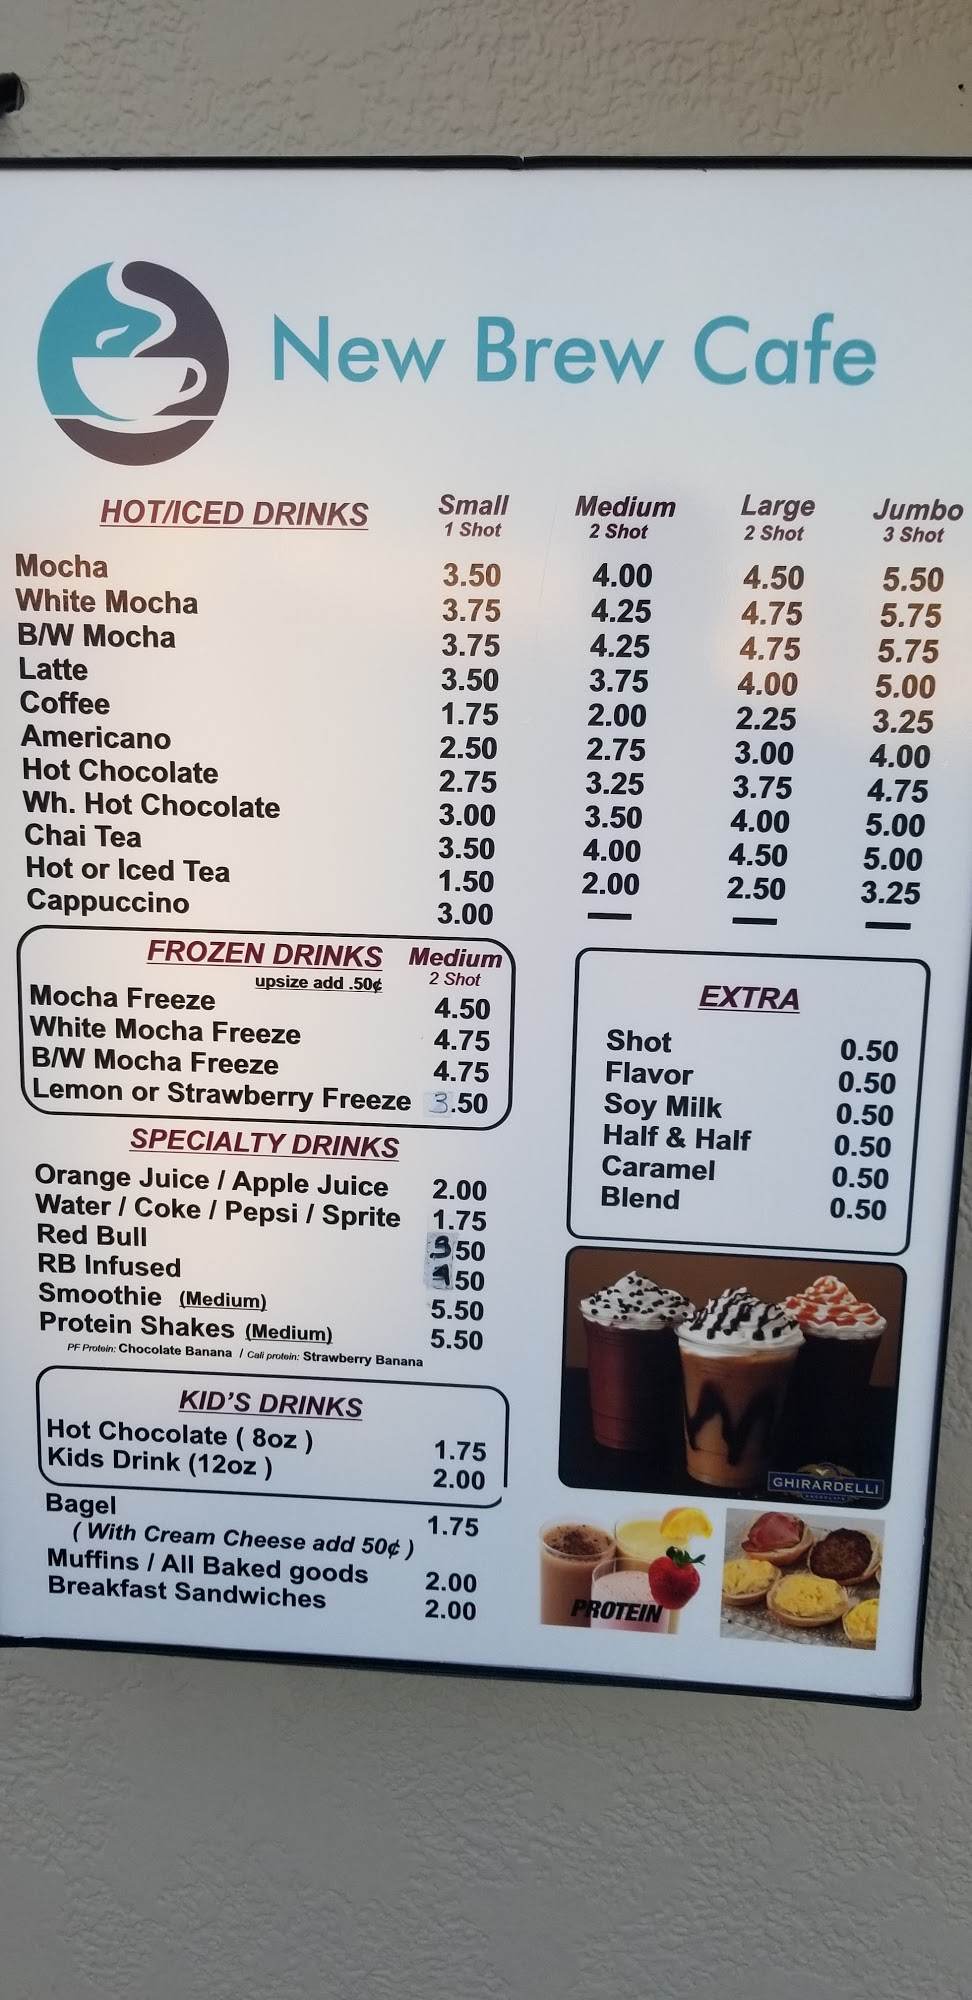 New Brew Cafe
HOT/ICED DRINKS Small Medium Large Jumbo
1 Shot 2 Shot 2 Shot 3 Shot
Mocha 3.50 4.00 4.50 5.50
White Mocha 3.75 4.25 4.75 5.75
B/W Mocha 3.75 4.25 4.75 5.75
Latte 3.50 3.75 4.00 5.00
Coffee 1.75 2.00 2.25 3.25
Americano 2.50 2.75 3.00 4.00
Hot Chocolate 2.75 3.25 3.75 4.75
Wh. Hot Chocolate 3.00 3.50 4.00 5.00
Chai Tea 3.50 4.00 4.50 5.00
Hot or Iced Tea 1.50 2.00 2.50 3.25
Cappuccino 3.00 — — —
FROZEN DRINKS Medium
upsize add .50¢ 2 Shot
Mocha Freeze 4.50
White Mocha Freeze 4.75
B/W Mocha Freeze 4.75
Lemon or Strawberry Freeze 3.50
EXTRA
Shot 0.50
Flavor 0.50
Soy Milk 0.50
Half & Half 0.50
Caramel 0.50
Blend 0.50
SPECIALTY DRINKS
Orange Juice / Apple Juice 2.00
Water / Coke / Pepsi / Sprite 1.75
Red Bull 50
RB Infused 50
Smoothie (Medium) 5.50
Protein Shakes (Medium) 5.50
PF Protein: Chocolate Banana / Cali protein: Strawberry Banana
KID'S DRINKS
Hot Chocolate ( 8oz ) 1.75
Kids Drink (12oz ) 2.00
Bagel 1.75
( With Cream Cheese add 50¢ )
Muffins / All Baked goods 2.00
Breakfast Sandwiches 2.00
GHIRARDELLI
CHOCOLATE
PROTEIN